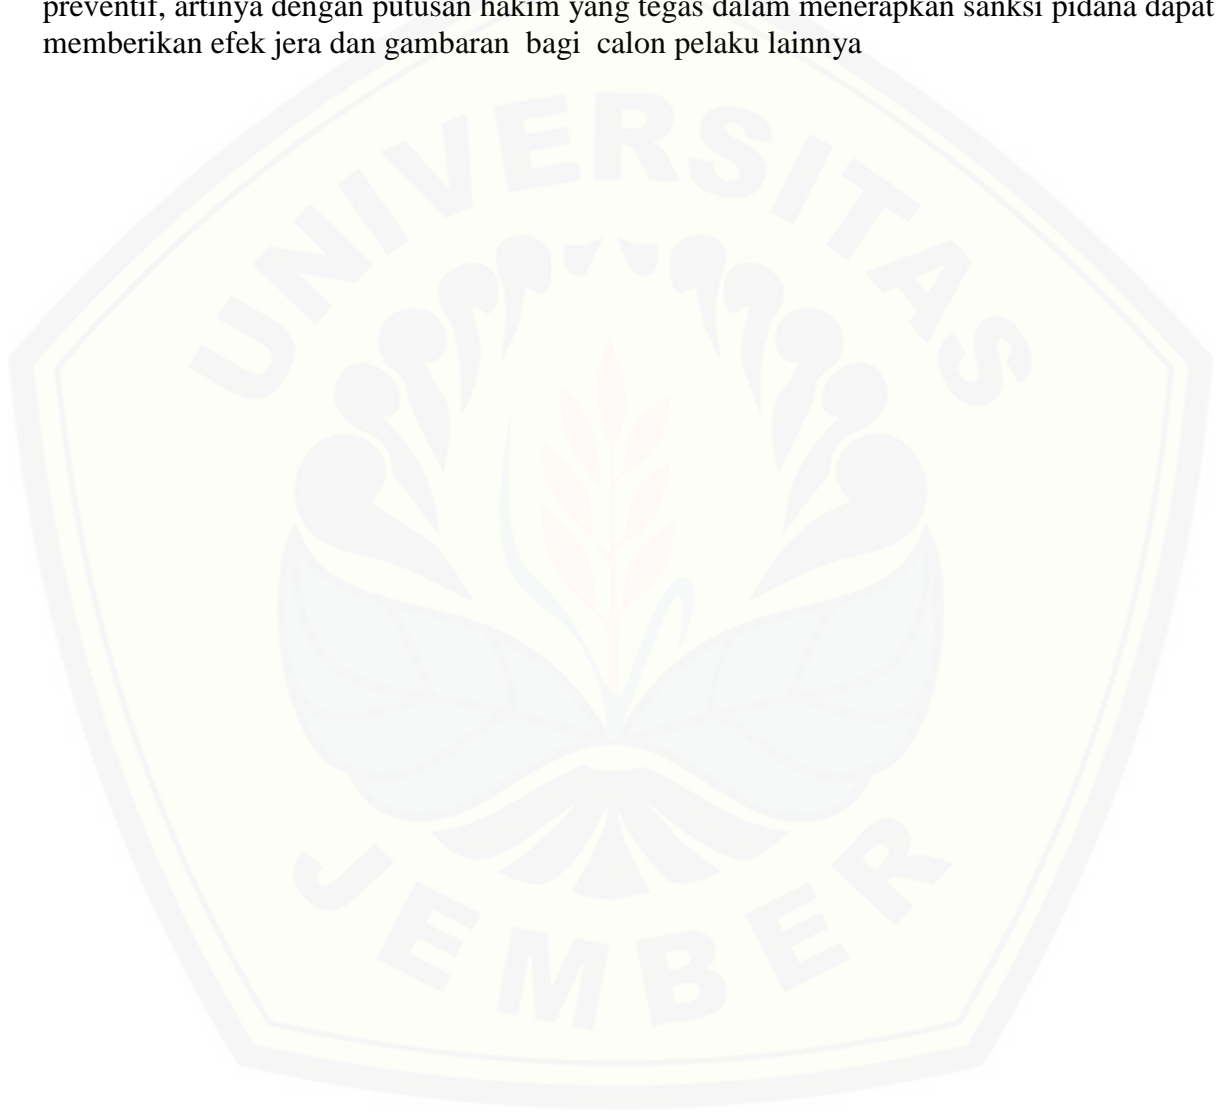 preventif, artinya dengan putusan hakim yang tegas dalam menerapkan sanksi pidana dapat
memberikan efek jera dan gambaran  bagi  calon pelaku lainnya
UNIVERSITAS
JEMBER